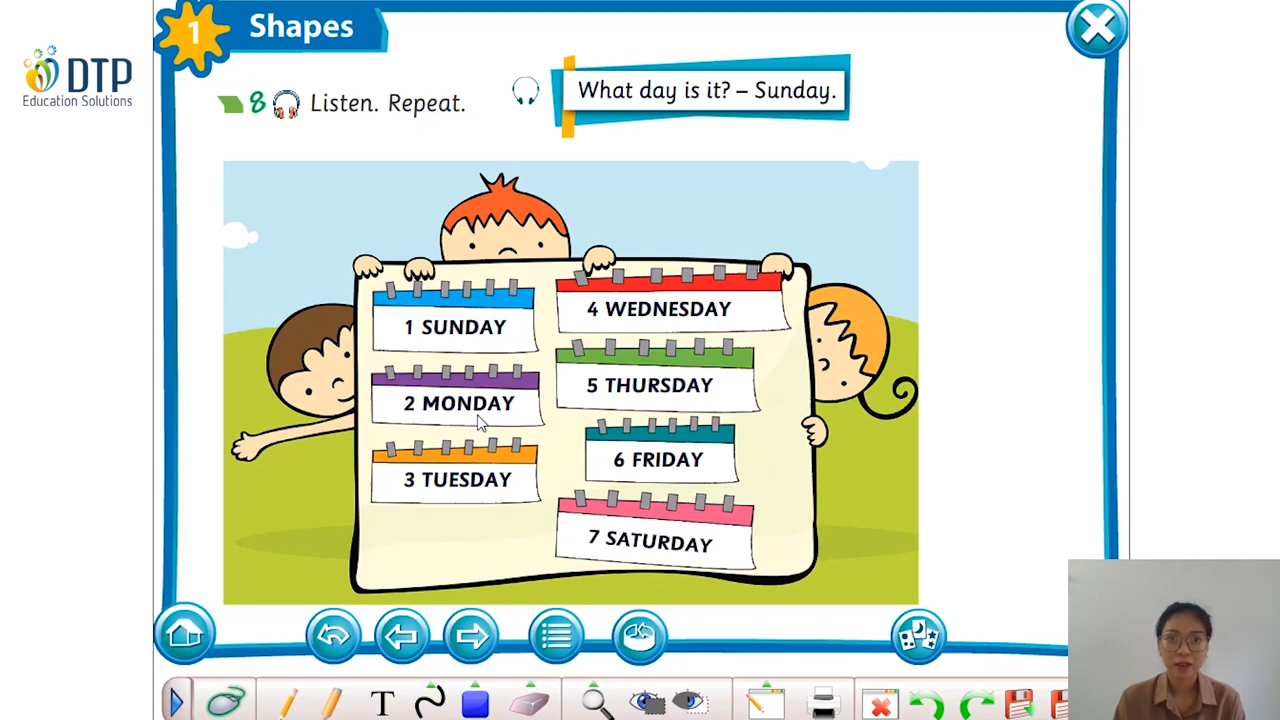 1 Shapes
DTP
Education Solutions
8 Listen. Repeat.
What day is it? – Sunday.
1 SUNDAY
2 MONDAY
3 TUESDAY
4 WEDNESDAY
5 THURSDAY
6 FRIDAY
7 SATURDAY
T